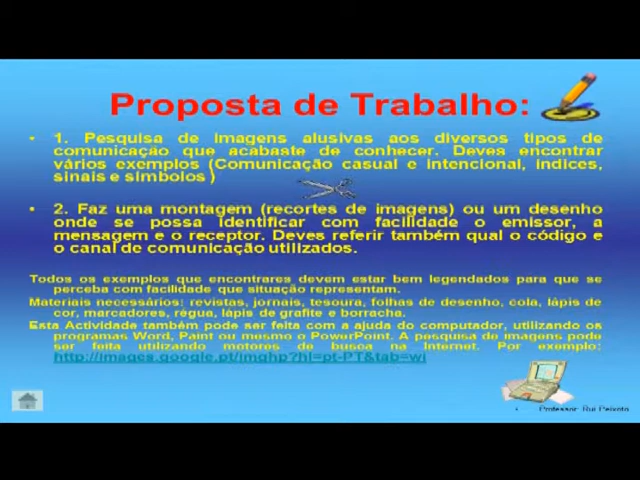 Proposta de Trabalho:
• 1. Pesquisa de imagens alusivas aos diversos tipos de
comunicação que acabaste de conhecer. Deves encontrar
vários exemplos (Comunicação casual e intencional, índices,
sinais e símbolos )
• 2. Faz uma montagem (recortes de imagens) ou um desenho
onde se possa identificar com facilidade o emissor, a
mensagem e o receptor. Deves referir também qual o código e
o canal de comunicação utilizados.
Todos os exemplos que encontrares devem estar bem legendados para que se
perceba com facilidade que situação representam.
Materiais necessários: revistas, jornais, tesoura, folhas de desenho, cola, lápis de
cor, marcadores, régua, lápis de grafite e borracha.
Esta Actividade também pode ser feita com a ajuda do computador, utilizando os
programas Word, Paint ou mesmo o PowerPoint. A pesquisa de imagens pode
ser feita utilizando motores de busca na Internet. Por exemplo:
http://images.google.pt/imghp?hl=pt-PT&tab=wi
• Professor: Rui Peixoto